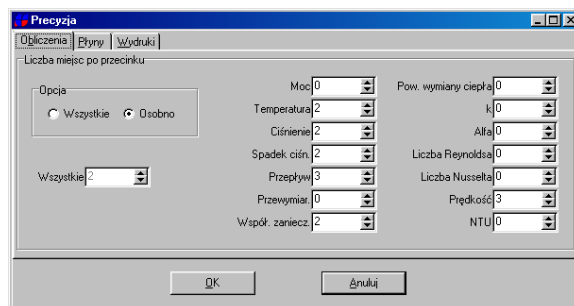 Precyzja
Obliczenia Płyny Wydruki
Liczba miejsc po przecinku
Opcja
Wszystkie Osobno
Wszystkie 2
Moc 0
Temperatura 2
Ciśnienie 2
Spadek ciśn. 2
Przepływ 3
Przewymiar. 0
Współ. zaniecz. 2
Pow. wymiany ciepła 0
k 0
Alfa 0
Liczba Reynoldsa 0
Liczba Nusselta 0
Prędkość 3
NTU 0
OK Anuluj